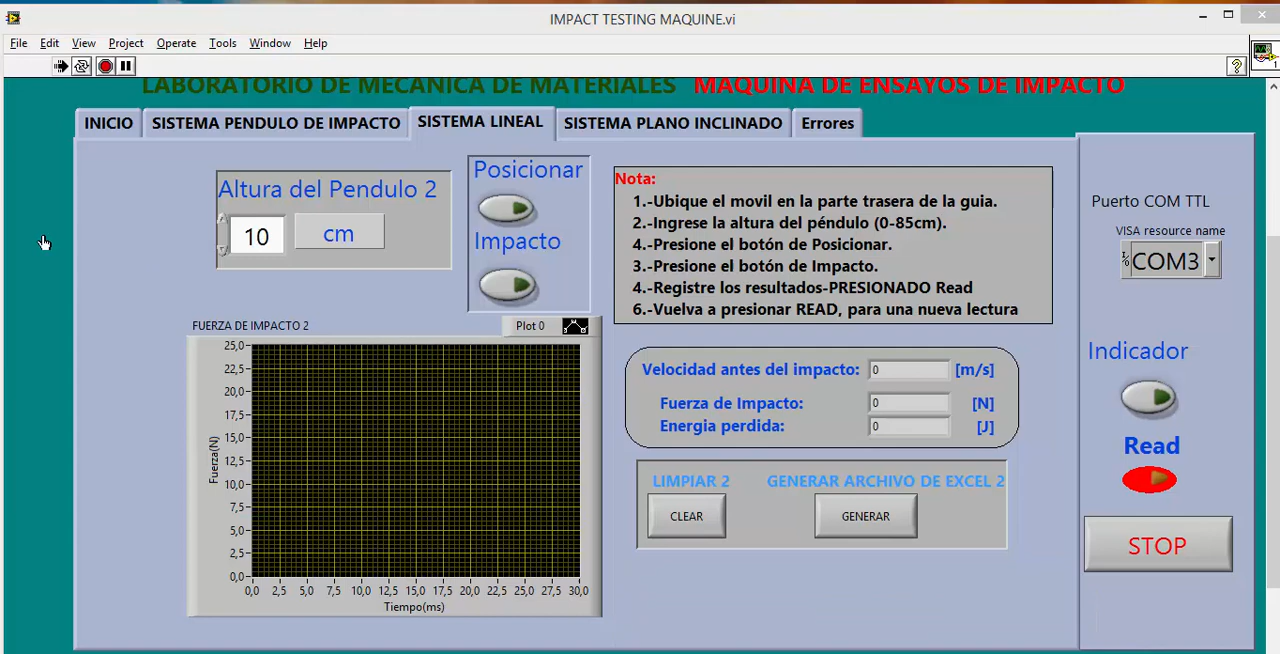 IMPACT TESTING MAQUINE.vi
File Edit View Project Operate Tools Window Help
LABORATORIO DE MECANICA DE MATERIALES MAQUINA DE ENSAYOS DE IMPACTO
INICIO SISTEMA PENDULO DE IMPACTO SISTEMA LINEAL SISTEMA PLANO INCLINADO Errores
Altura del Pendulo 2
10 cm
Posicionar
Impacto
Nota:
1.-Ubique el movil en la parte trasera de la guia.
2.-Ingrese la altura del péndulo (0-85cm).
4.-Presione el botón de Posicionar.
3.-Presione el botón de Impacto.
4.-Registre los resultados-PRESIONADO Read
6.-Vuelva a presionar READ, para una nueva lectura
Puerto COM TTL
VISA resource name
I/O COM3
FUERZA DE IMPACTO 2 Plot 0
Fuerza(N)
25,0
22,5
20,0
17,5
15,0
12,5
10,0
7,5
5,0
2,5
0,0
0,0 2,5 5,0 7,5 10,0 12,5 15,0 17,5 20,0 22,5 25,0 30,0
Tiempo(ms)
Velocidad antes del impacto: 0 [m/s]
Fuerza de Impacto: 0 [N]
Energia perdida: 0 [J]
LIMPIAR 2 GENERAR ARCHIVO DE EXCEL 2
CLEAR GENERAR
Indicador
Read
STOP